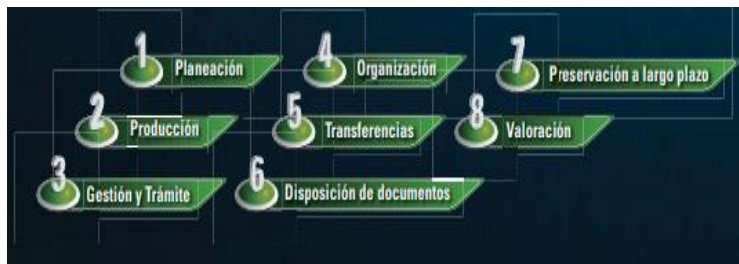 1 Planeación
2 Producción
3 Gestión y Trámite
4 Organización
5 Transferencias
6 Disposición de documentos
7 Preservación a largo plazo
8 Valoración